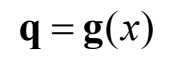 q = g(x)